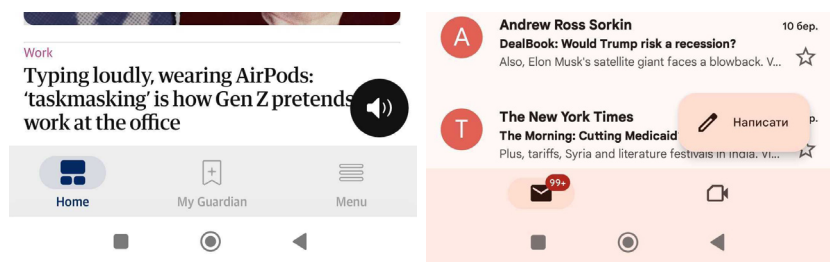 Work
Typing loudly, wearing AirPods:
‘taskmasking’ is how Gen Z pretends
work at the office
Home
My Guardian
Menu
A
Andrew Ross Sorkin
10 бер.
DealBook: Would Trump risk a recession?
Also, Elon Musk's satellite giant faces a blowback. V...
T
The New York Times
р.
The Morning: Cutting Medicaid
Написати
Plus, tariffs, Syria and literature festivals in India. Vi...
99+